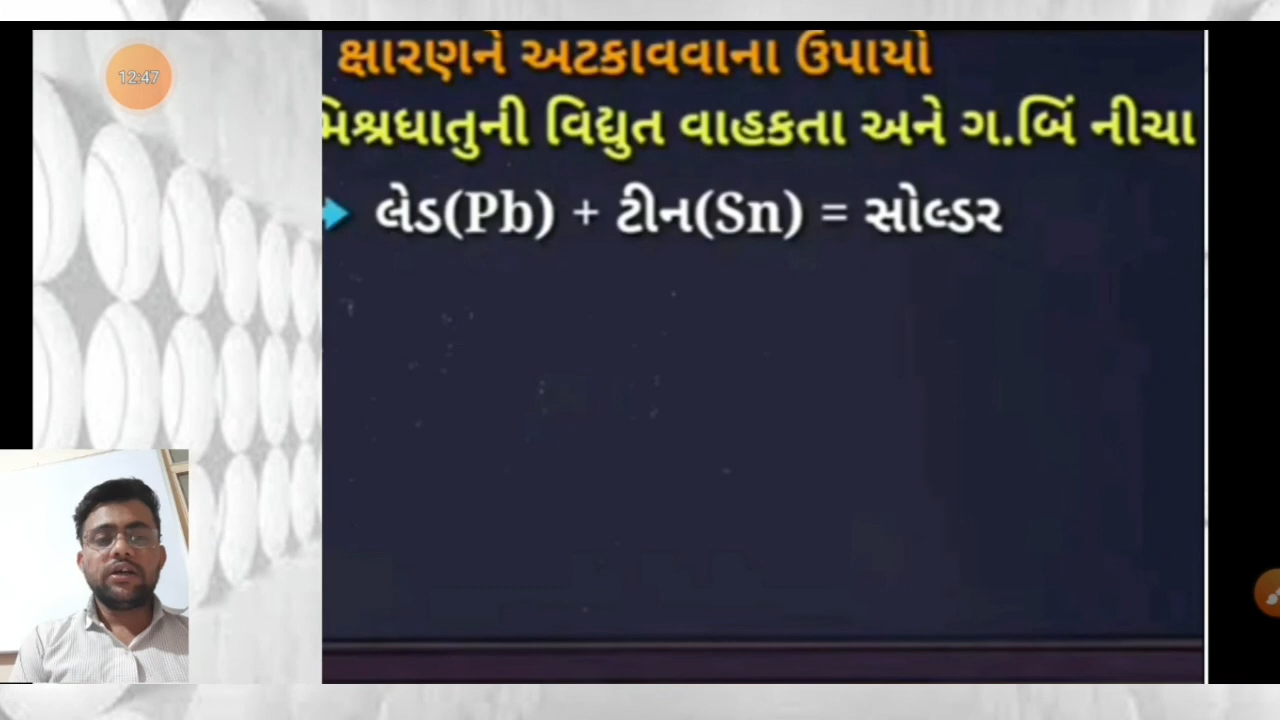 12:47
ક્ષારણને અટકાવવાના ઉપાયો
મિશ્રધાતુની વિદ્યુત વાહકતા અને ગ.બિં નીચા
લેડ(Pb) + ટીન(Sn) = સોલ્ડર